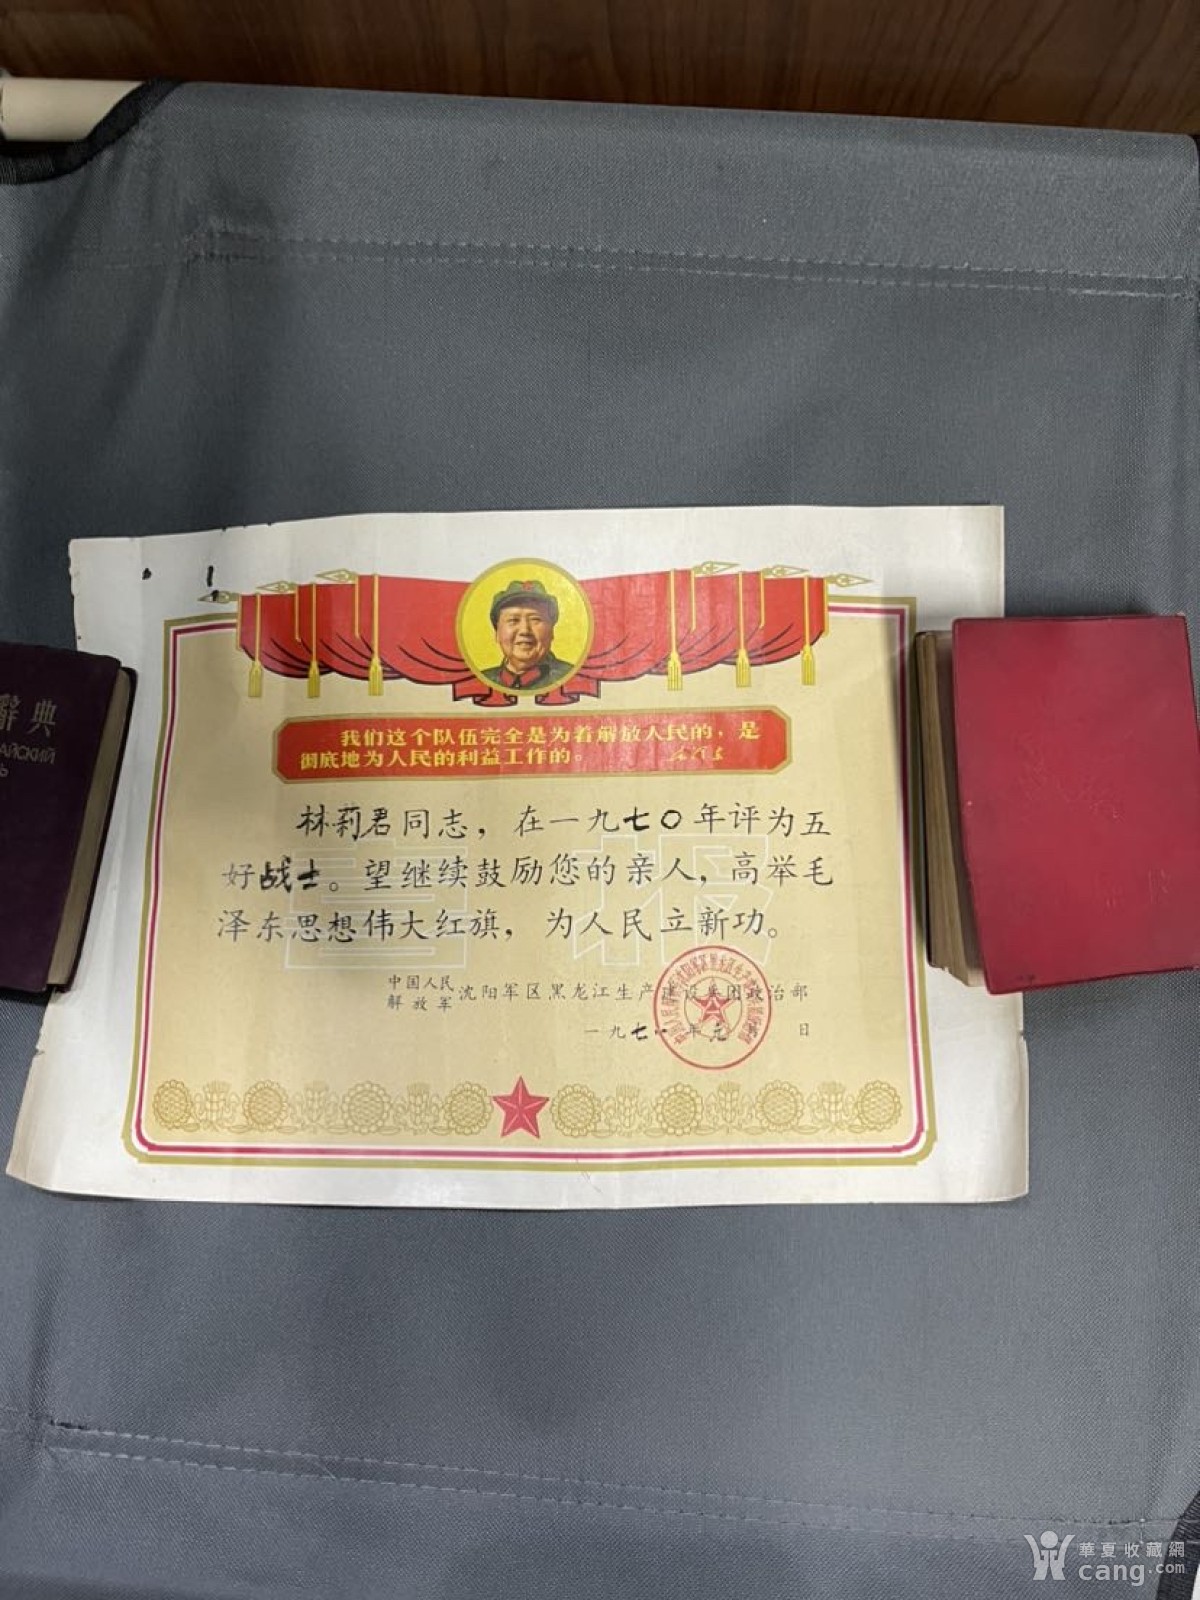 我们这个队伍完全是为着解放人民的，是
彻底地为人民的利益工作的。
林莉君同志，在一九七〇年评为五
好战士。望继续鼓励您的亲人，高举毛
泽东思想伟大红旗，为人民立新功。
喜报
中国人民
解放军 沈阳军区黑龙江生产建设兵团政治部
一九七一年元月 日
辭典
華夏收藏網
cang.com